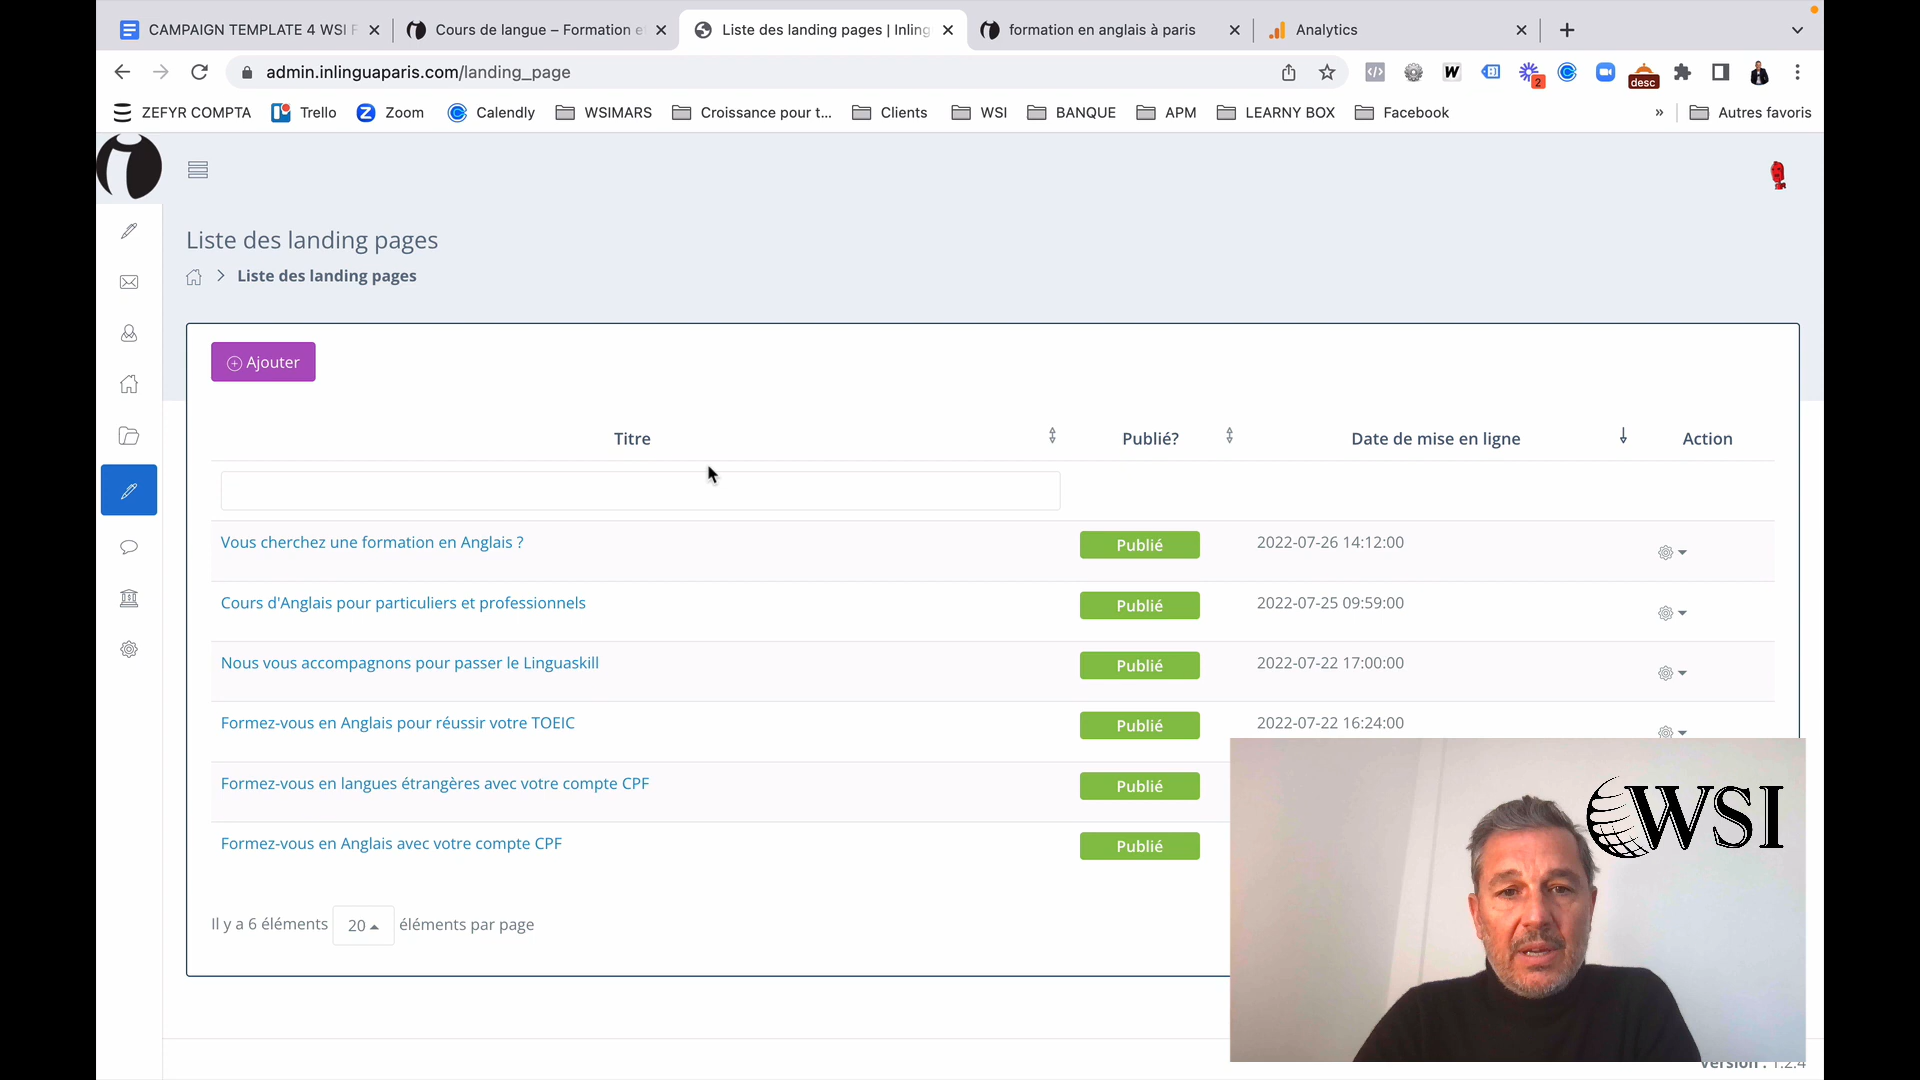 CAMPAIGN TEMPLATE 4 WSI
Cours de langue – Formation e
Liste des landing pages | Inling
formation en anglais à paris
Analytics
admin.inlinguaparis.com/landing_page
W
2
desc
ZEFYR COMPTA
Trello
Zoom
Calendly
WSIMARS
Croissance pour t...
Clients
WSI
BANQUE
APM
LEARNY BOX
Facebook
»
Autres favoris
Liste des landing pages
Liste des landing pages
Ajouter
Titre
Publié?
Date de mise en ligne
Action
Vous cherchez une formation en Anglais ?
Publié
2022-07-26 14:12:00
Cours d'Anglais pour particuliers et professionnels
Publié
2022-07-25 09:59:00
Nous vous accompagnons pour passer le Linguaskill
Publié
2022-07-22 17:00:00
Formez-vous en Anglais pour réussir votre TOEIC
Publié
2022-07-22 16:24:00
Formez-vous en langues étrangères avec votre compte CPF
Publié
Formez-vous en Anglais avec votre compte CPF
Publié
Il y a 6 éléments 20 éléments par page
WSI
Version : 1.2.4